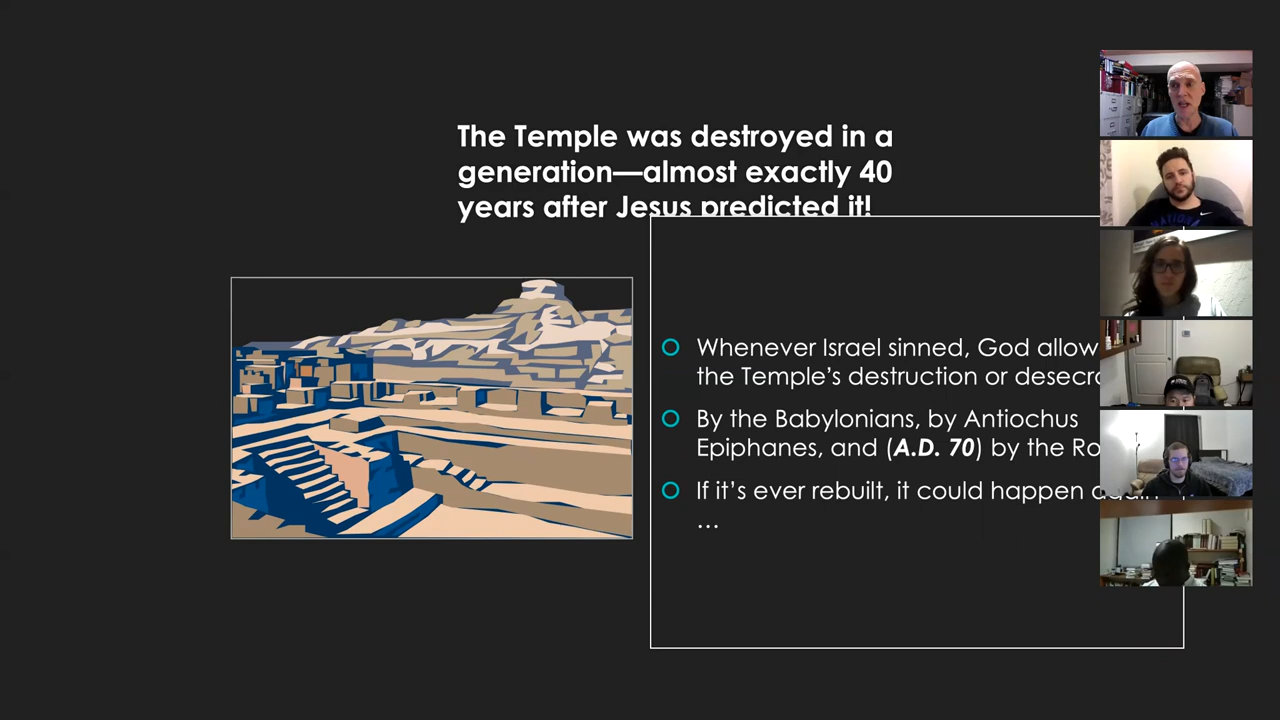 The Temple was destroyed in a
generation—almost exactly 40
years after Jesus predicted it!
Whenever Israel sinned, God allow
the Temple’s destruction or desecr
By the Babylonians, by Antiochus
Epiphanes, and (A.D. 70) by the Ro
If it’s ever rebuilt, it could happen again
…